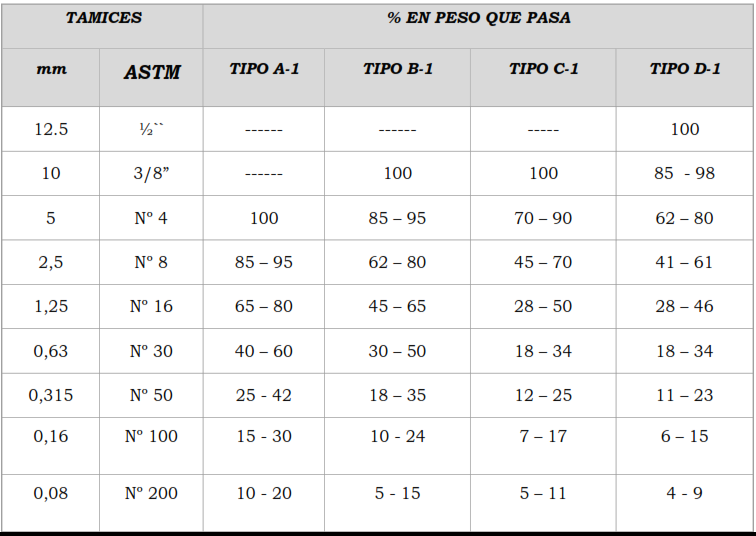 TAMICES % EN PESO QUE PASA
mm ASTM TIPO A-1 TIPO B-1 TIPO C-1 TIPO D-1
12.5 ½`` ------ ------ ----- 100
10 3/8” ------ 100 100 85 - 98
5 Nº 4 100 85 – 95 70 – 90 62 – 80
2,5 Nº 8 85 – 95 62 – 80 45 – 70 41 – 61
1,25 Nº 16 65 – 80 45 – 65 28 – 50 28 – 46
0,63 Nº 30 40 – 60 30 – 50 18 – 34 18 – 34
0,315 Nº 50 25 - 42 18 – 35 12 – 25 11 – 23
0,16 Nº 100 15 - 30 10 - 24 7 – 17 6 – 15
0,08 Nº 200 10 - 20 5 - 15 5 – 11 4 - 9